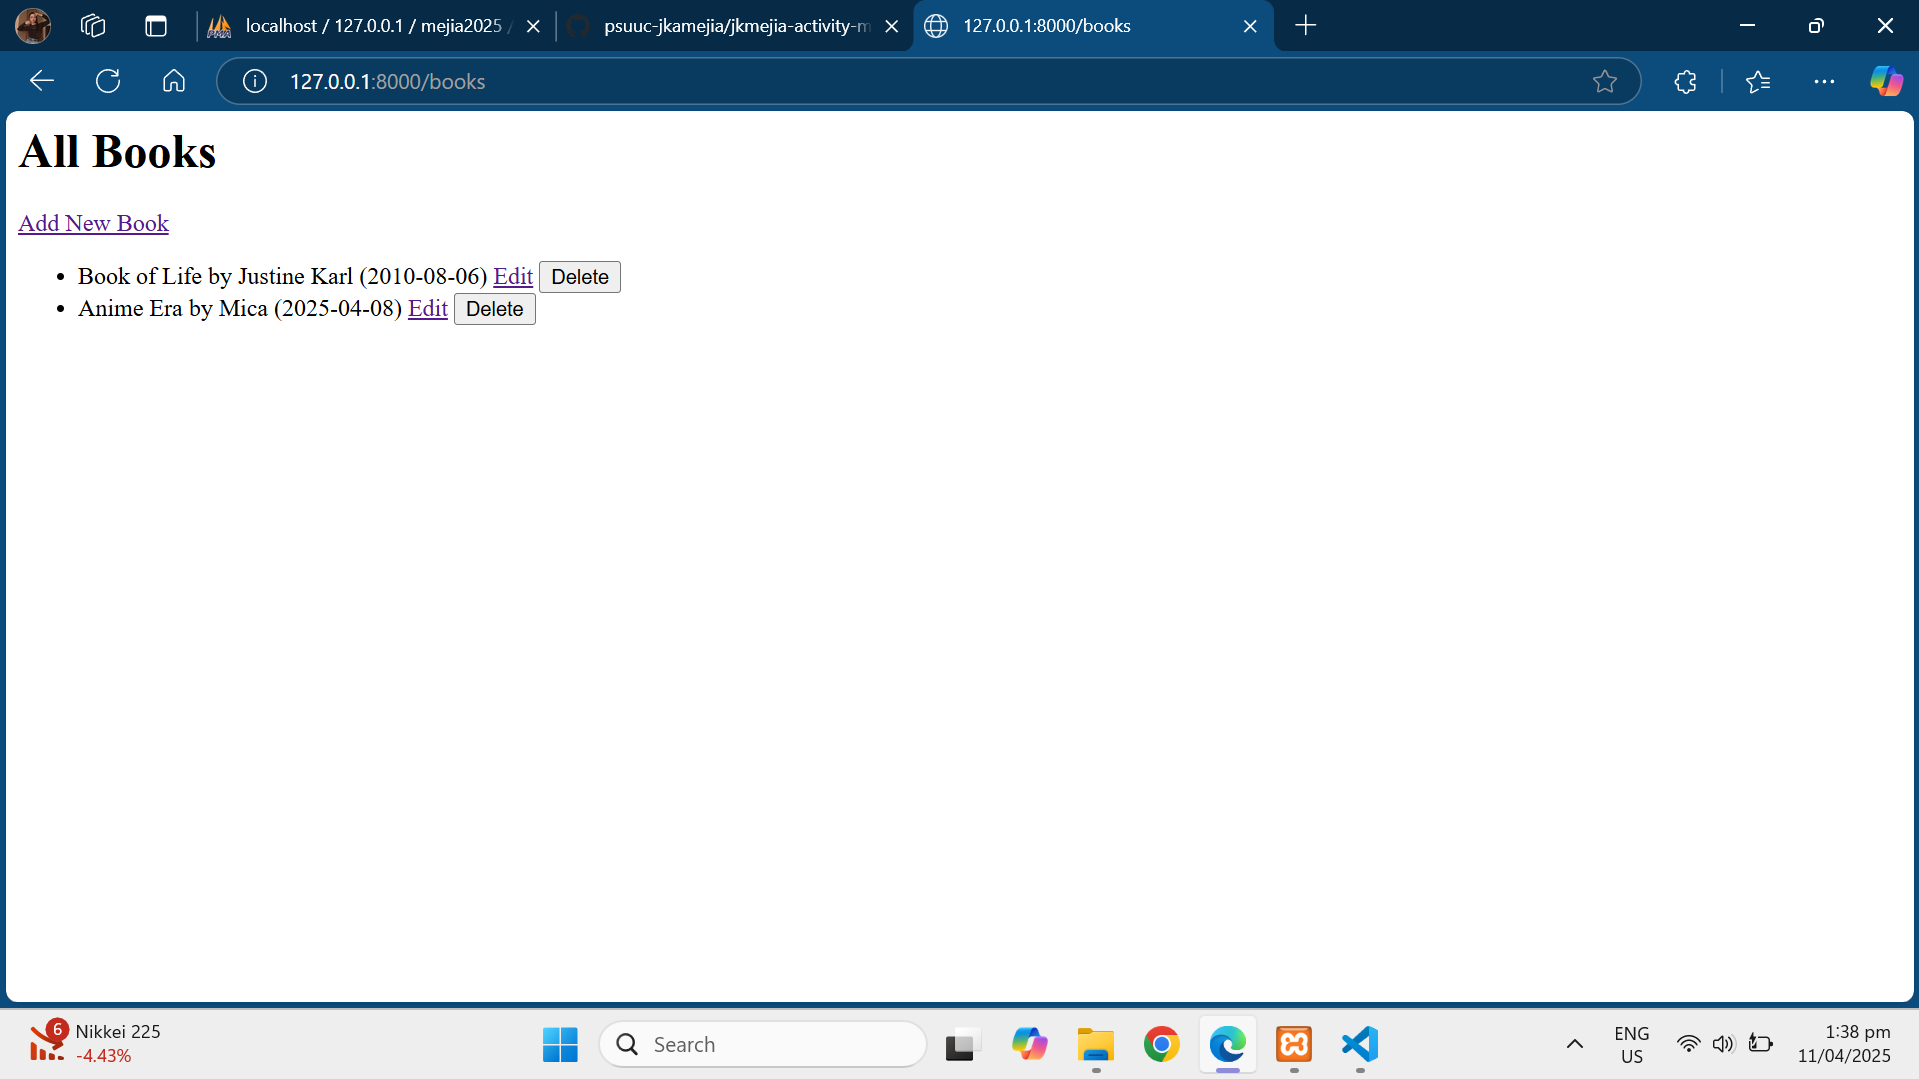 localhost / 127.0.0.1 / mejia2025 /
psuuc-jkamejia/jkmejia-activity-m
127.0.0.1:8000/books
127.0.0.1:8000/books
All Books
Add New Book
• Book of Life by Justine Karl (2010-08-06) Edit Delete
• Anime Era by Mica (2025-04-08) Edit Delete
6
Nikkei 225
-4.43%
Search
ENG
US
1:38 pm
11/04/2025